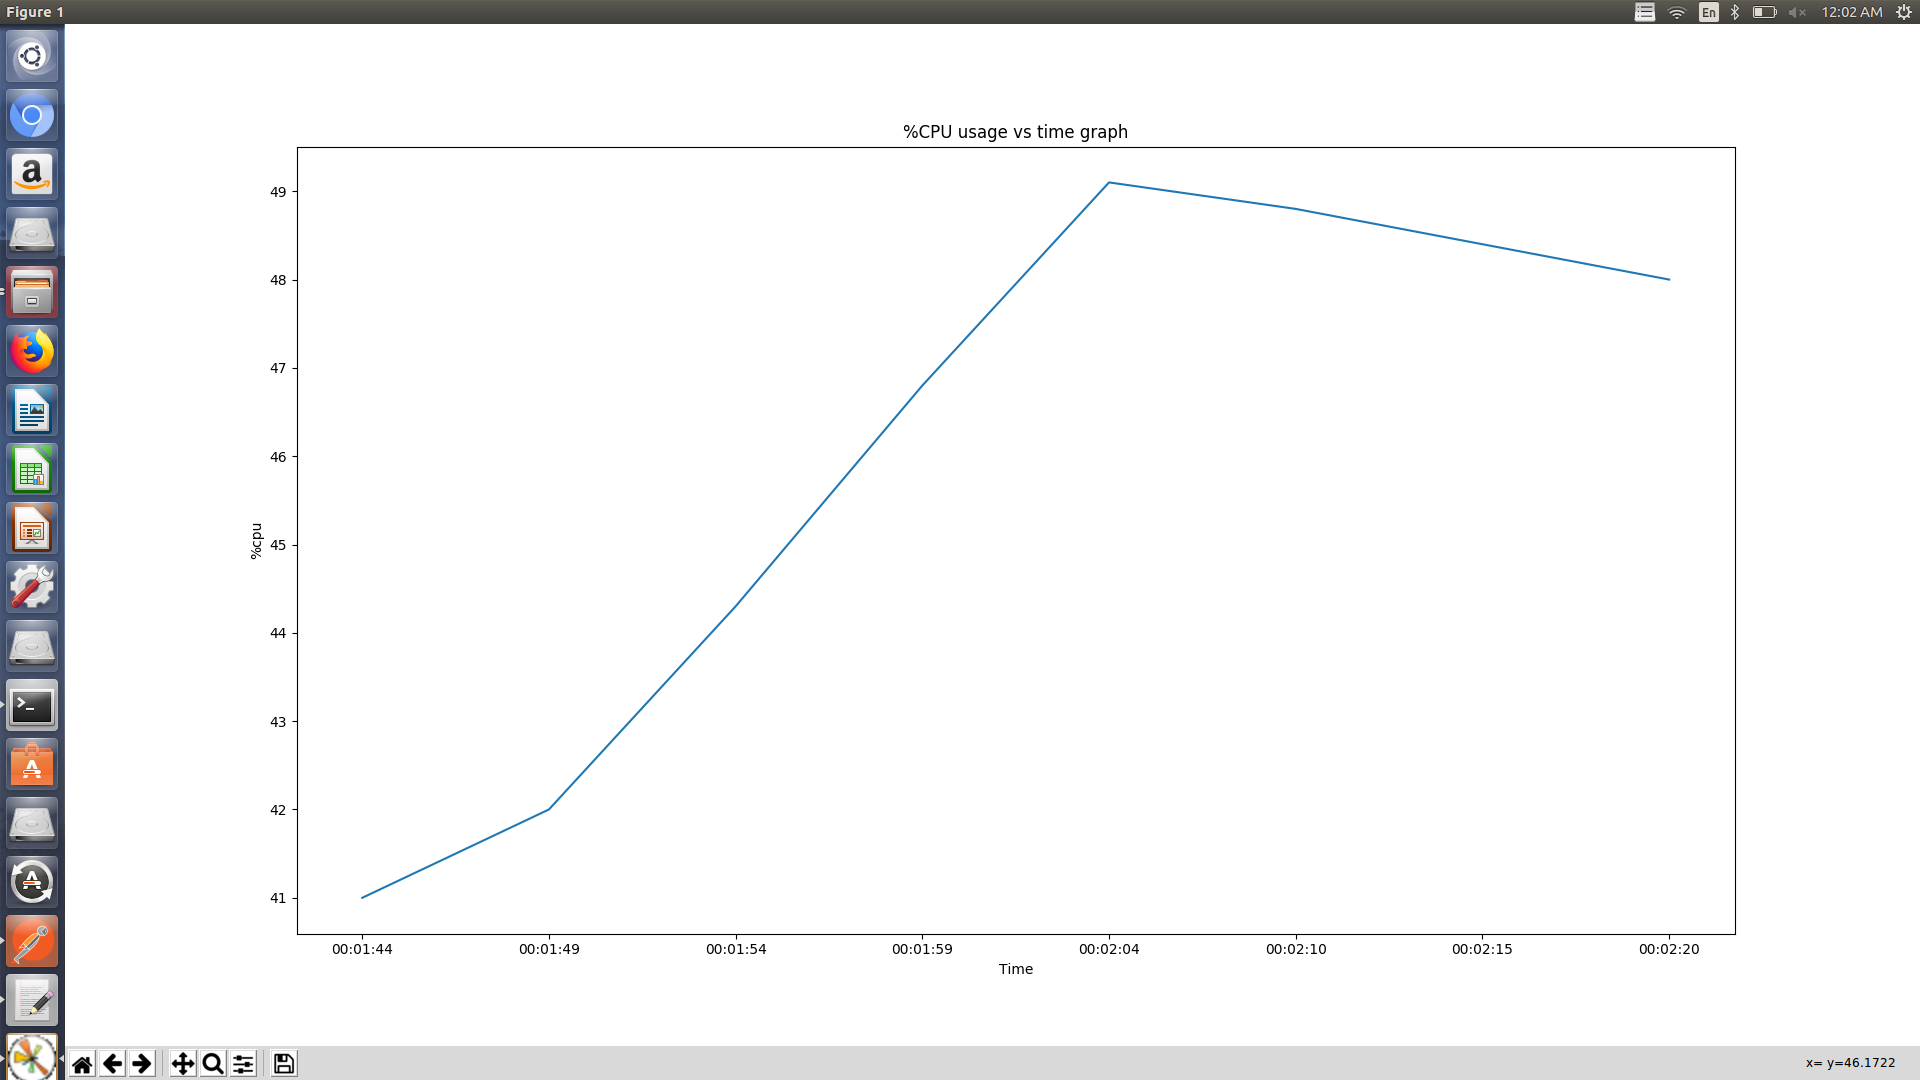 Figure 1
En
12:02 AM
%CPU usage vs time graph
49
48
47
46
45
44
43
42
41
%cpu
00:01:44 00:01:49 00:01:54 00:01:59 00:02:04 00:02:10 00:02:15 00:02:20
Time
x= y=46.1722